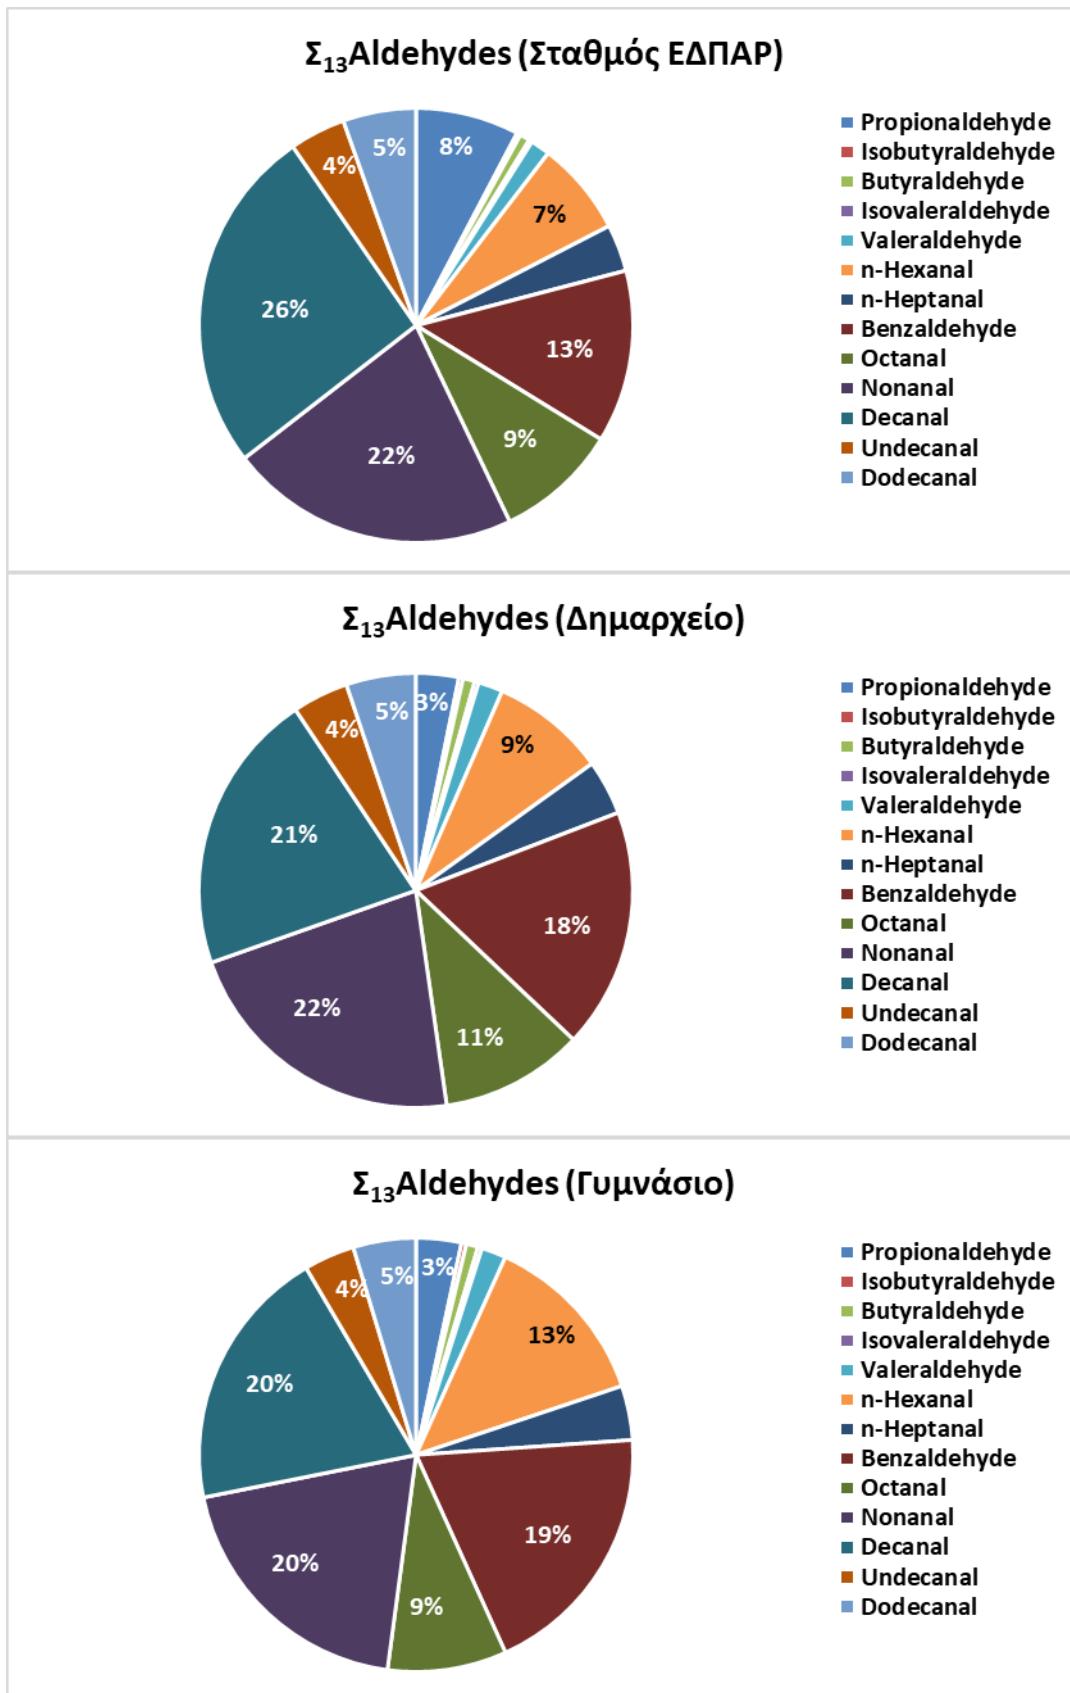 Σ₁₃Aldehydes (Σταθμός ΕΔΠΑΡ)
8%
7%
13%
9%
22%
26%
4%
5%
Propionaldehyde
Isobutyraldehyde
Butyraldehyde
Isovaleraldehyde
Valeraldehyde
n-Hexanal
n-Heptanal
Benzaldehyde
Octanal
Nonanal
Decanal
Undecanal
Dodecanal
Σ₁₃Aldehydes (Δημαρχείο)
3%
9%
18%
11%
22%
21%
4%
5%
Propionaldehyde
Isobutyraldehyde
Butyraldehyde
Isovaleraldehyde
Valeraldehyde
n-Hexanal
n-Heptanal
Benzaldehyde
Octanal
Nonanal
Decanal
Undecanal
Dodecanal
Σ₁₃Aldehydes (Γυμνάσιο)
3%
13%
19%
9%
20%
20%
4%
5%
Propionaldehyde
Isobutyraldehyde
Butyraldehyde
Isovaleraldehyde
Valeraldehyde
n-Hexanal
n-Heptanal
Benzaldehyde
Octanal
Nonanal
Decanal
Undecanal
Dodecanal